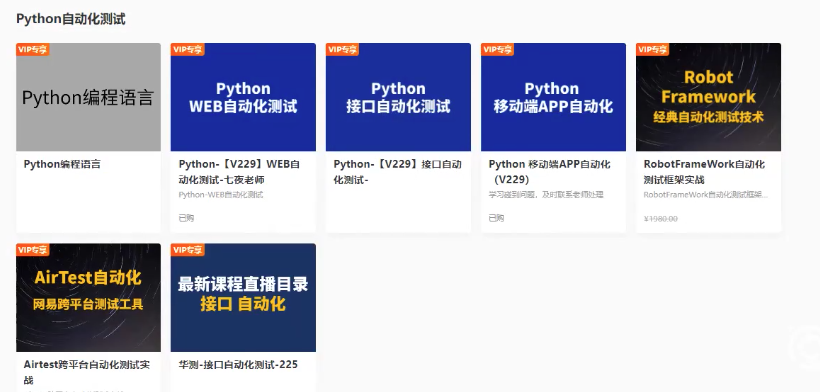 Python自动化测试
VIP专享
Python编程语言
Python编程语言
VIP专享
Python
WEB自动化测试
Python-【V229】WEB自
动化测试-七夜老师
Python-WEB自动化测试
已购
VIP专享
Python
接口自动化测试
Python-【V229】接口自动
化测试-
VIP专享
Python
移动端APP自动化
Python 移动端APP自动化
（V229）
学习碰到问题，及时联系老师处理
已购
VIP专享
Robot
Framework
经典自动化测试技术
RobotFrameWork自动化
测试框架实战
RobotFrameWork自动化测试框架...
¥1980.00
VIP专享
AirTest自动化
网易跨平台测试工具
Airtest跨平台自动化测试实
战
VIP专享
最新课程直播目录
接口 自动化
华测-接口自动化测试-225